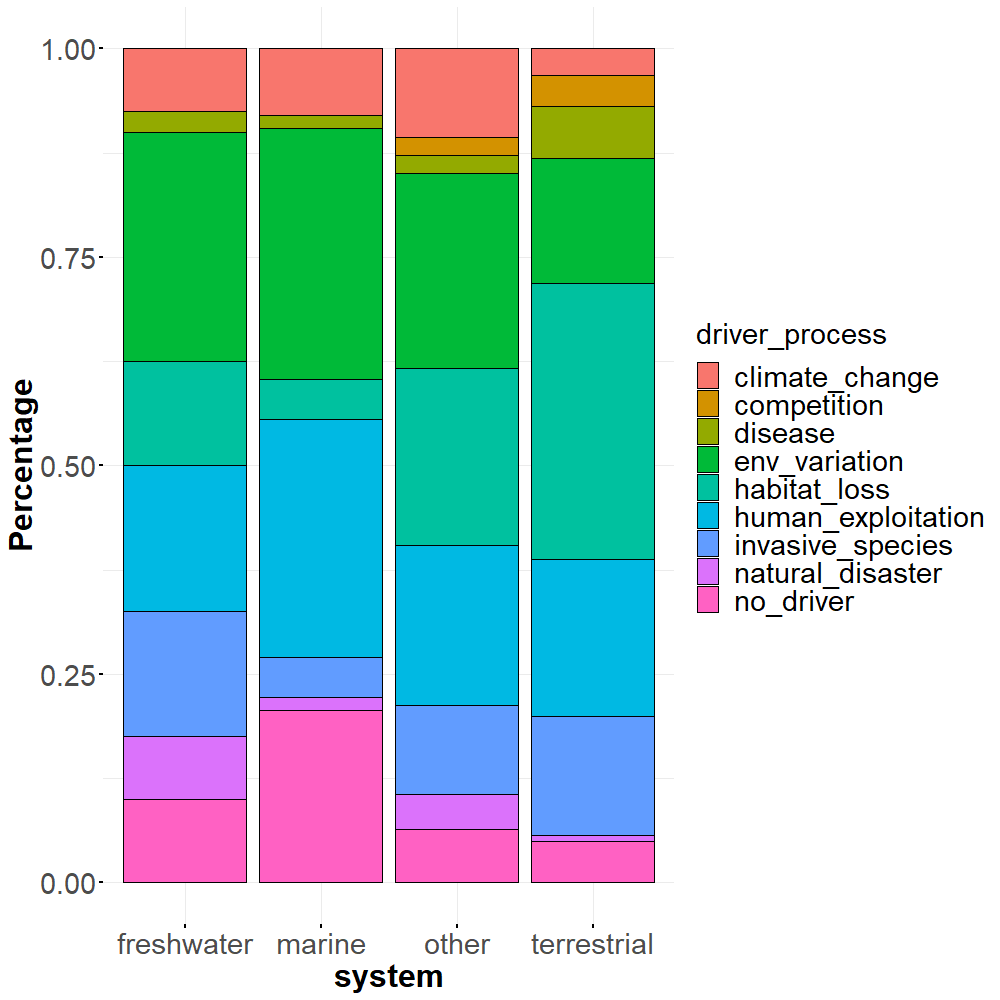 1.00
0.75
0.50
0.25
0.00
Percentage
freshwater marine other terrestrial
system
driver_process
climate_change
competition
disease
env_variation
habitat_loss
human_exploitation
invasive_species
natural_disaster
no_driver